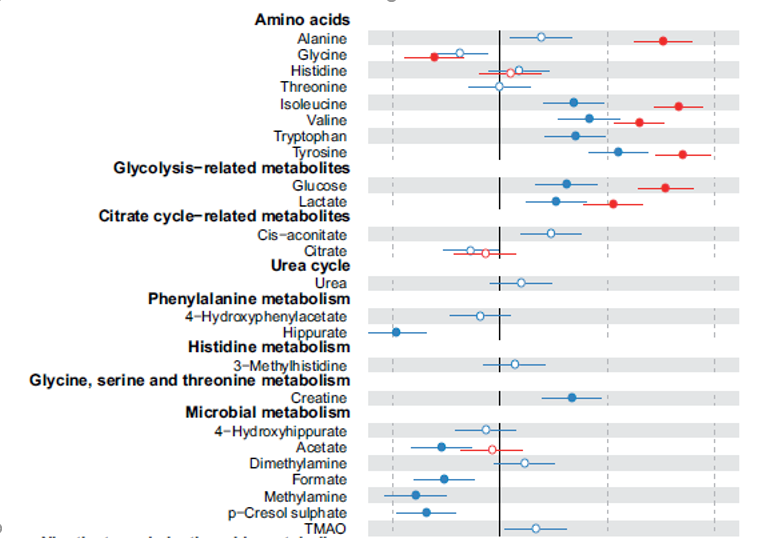 Amino acids
Alanine
Glycine
Histidine
Threonine
Isoleucine
Valine
Tryptophan
Tyrosine
Glycolysis−related metabolites
Glucose
Lactate
Citrate cycle−related metabolites
Cis−aconitate
Citrate
Urea cycle
Urea
Phenylalanine metabolism
4−Hydroxyphenylacetate
Hippurate
Histidine metabolism
3−Methylhistidine
Glycine, serine and threonine metabolism
Creatine
Microbial metabolism
4−Hydroxyhippurate
Acetate
Dimethylamine
Formate
Methylamine
p−Cresol sulphate
TMAO